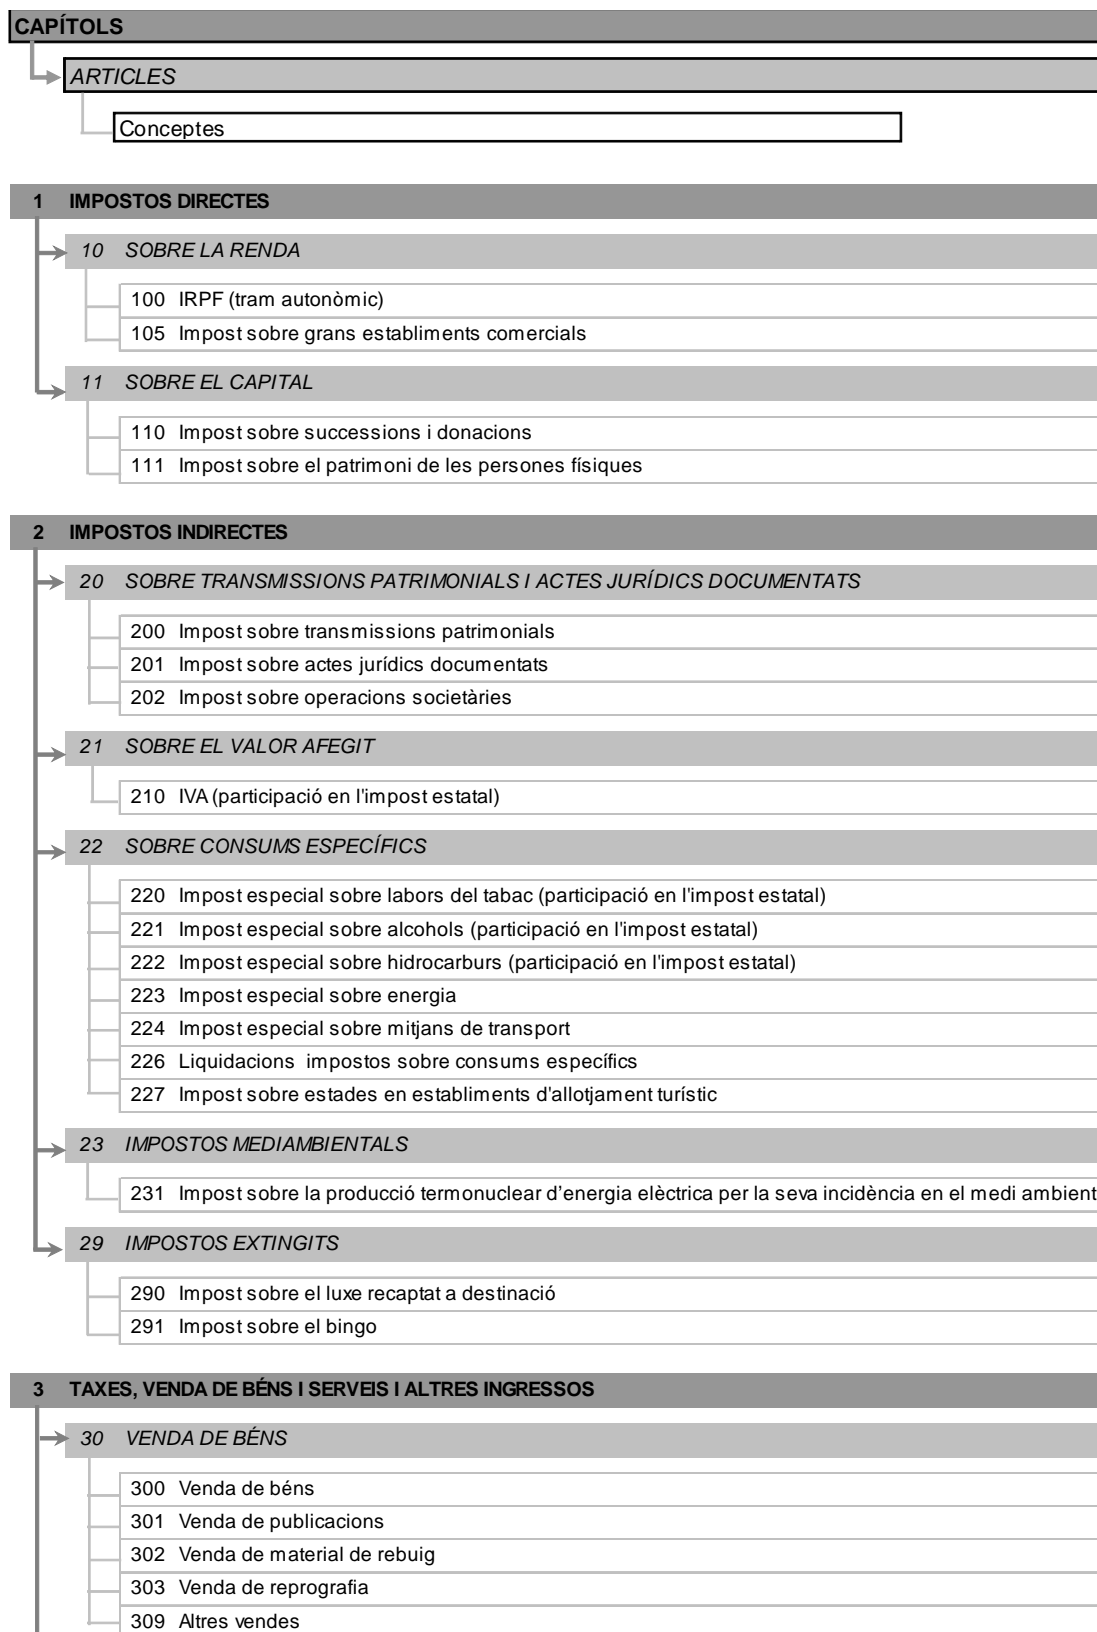 CAPÍTOLS
ARTICLES
Conceptes
1 IMPOSTOS DIRECTES
10 SOBRE LA RENDA
100 IRPF (tram autonòmic)
105 Impost sobre grans establiments comercials
11 SOBRE EL CAPITAL
110 Impost sobre successions i donacions
111 Impost sobre el patrimoni de les persones físiques
2 IMPOSTOS INDIRECTES
20 SOBRE TRANSMISSIONS PATRIMONIALS I ACTES JURÍDICS DOCUMENTATS
200 Impost sobre transmissions patrimonials
201 Impost sobre actes jurídics documentats
202 Impost sobre operacions societàries
21 SOBRE EL VALOR AFEGIT
210 IVA (participació en l'impost estatal)
22 SOBRE CONSUMS ESPECÍFICS
220 Impost especial sobre labors del tabac (participació en l'impost estatal)
221 Impost especial sobre alcohols (participació en l'impost estatal)
222 Impost especial sobre hidrocarburs (participació en l'impost estatal)
223 Impost especial sobre energia
224 Impost especial sobre mitjans de transport
226 Liquidacions impostos sobre consums específics
227 Impost sobre estades en establiments d'allotjament turístic
23 IMPOSTOS MEDIAMBIENTALS
231 Impost sobre la producció termonuclear d’energia elèctrica per la seva incidència en el medi ambient
29 IMPOSTOS EXTINGITS
290 Impost sobre el luxe recaptat a destinació
291 Impost sobre el bingo
3 TAXES, VENDA DE BÉNS I SERVEIS I ALTRES INGRESSOS
30 VENDA DE BÉNS
300 Venda de béns
301 Venda de publicacions
302 Venda de material de rebuig
303 Venda de reprografia
309 Altres vendes